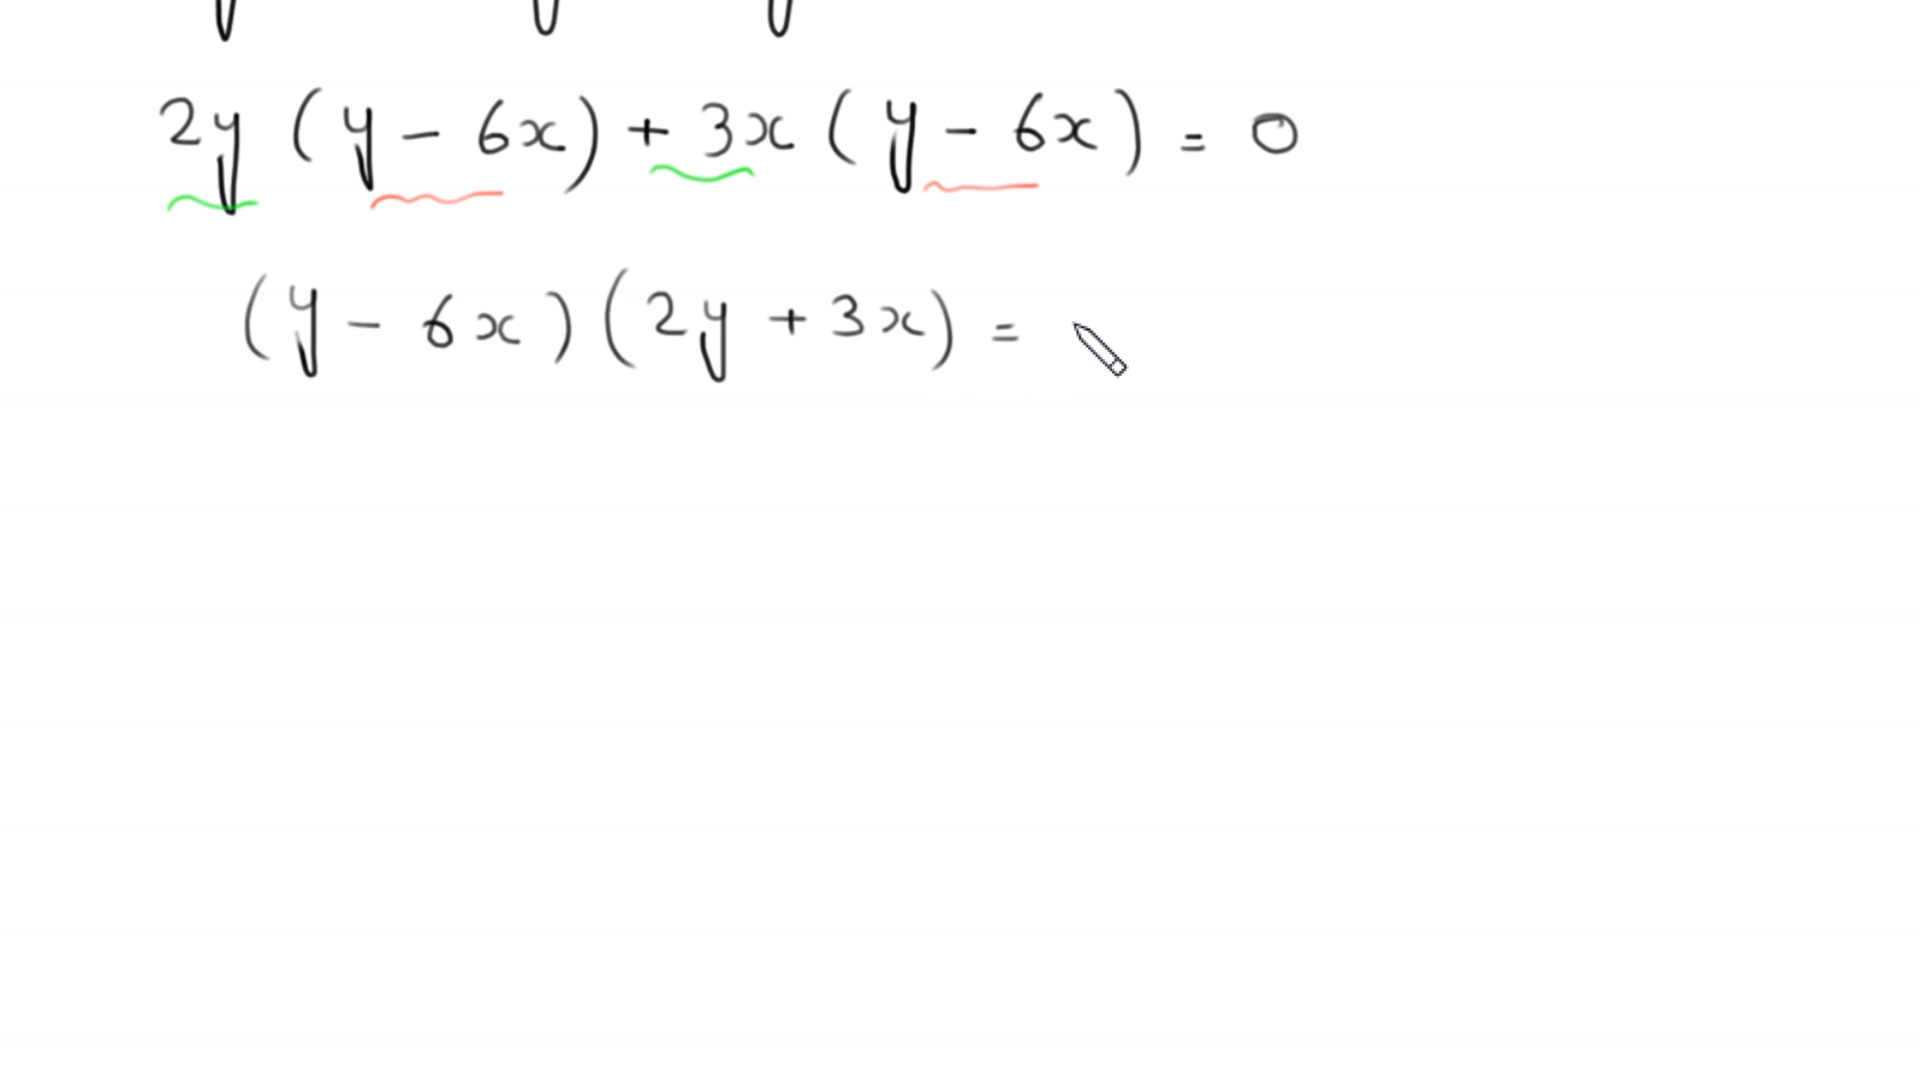 2y (y - 6x) + 3x (y - 6x) = 0
(y - 6x) (2y + 3x) =